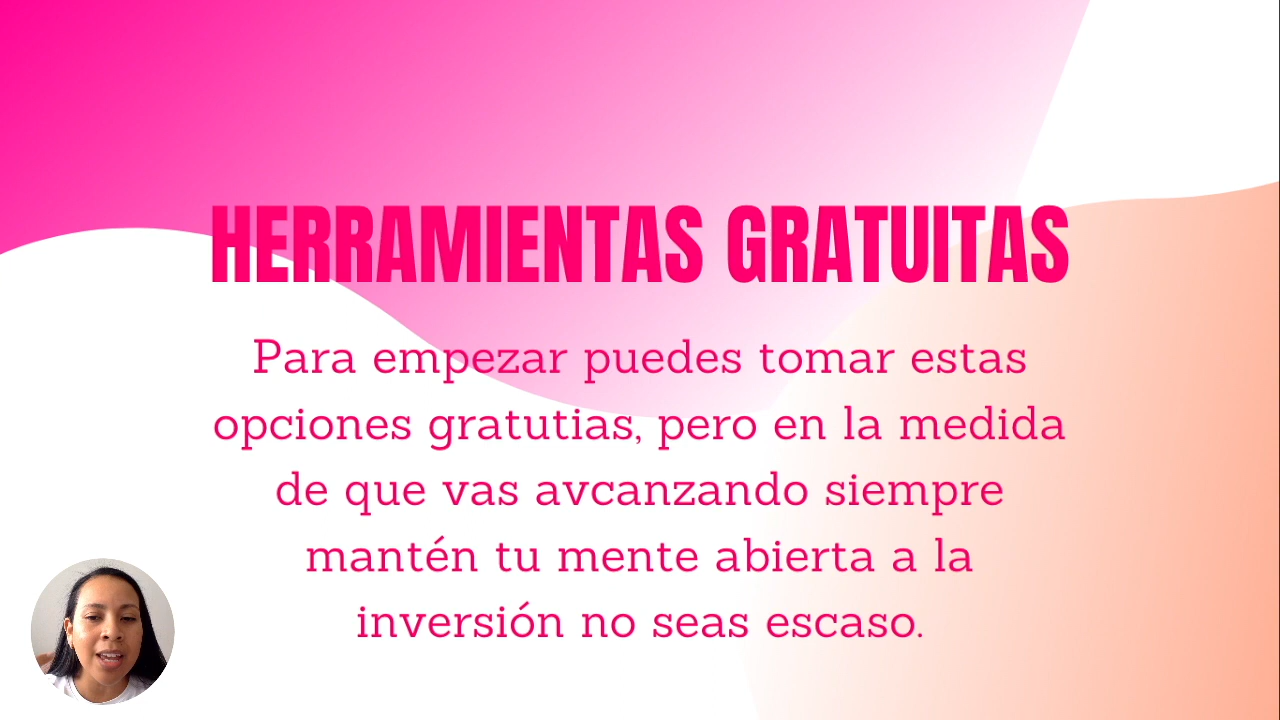 HERRAMIENTAS GRATUITAS
Para empezar puedes tomar estas
opciones gratutias, pero en la medida
de que vas avcanzando siempre
mantén tu mente abierta a la
inversión no seas escaso.